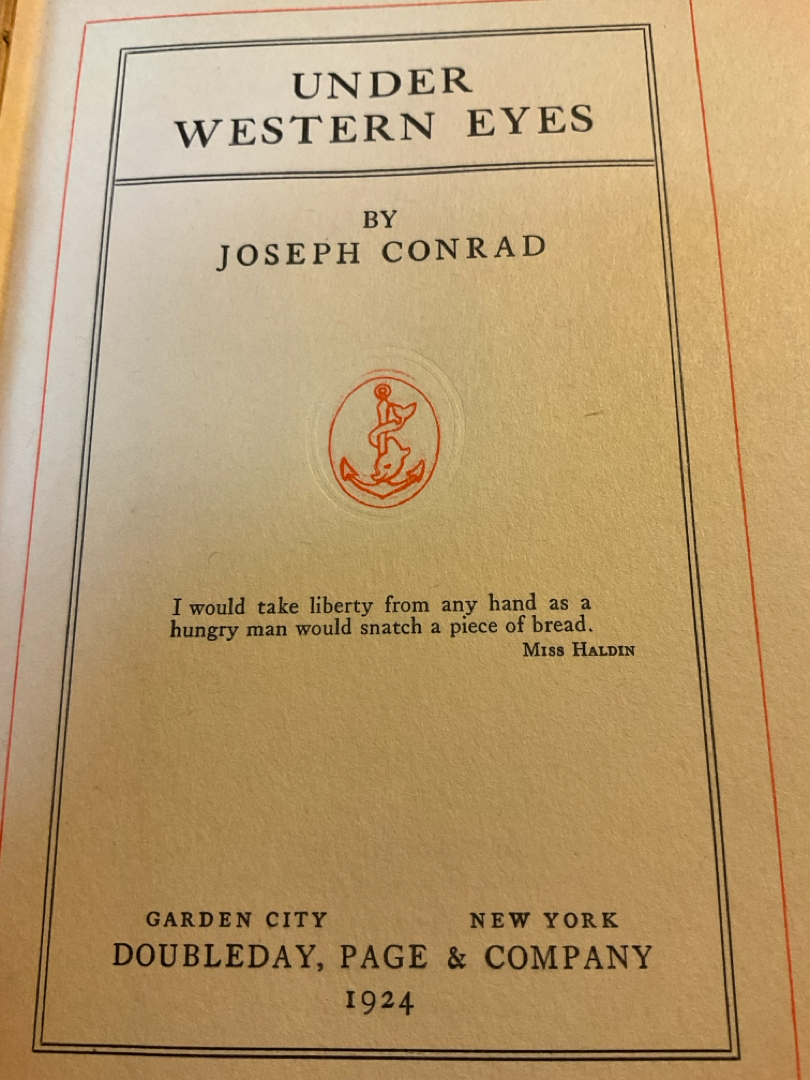 UNDER
WESTERN EYES
BY
JOSEPH CONRAD
I would take liberty from any hand as a
hungry man would snatch a piece of bread.
MISS HALDIN
GARDEN CITY NEW YORK
DOUBLEDAY, PAGE & COMPANY
1924